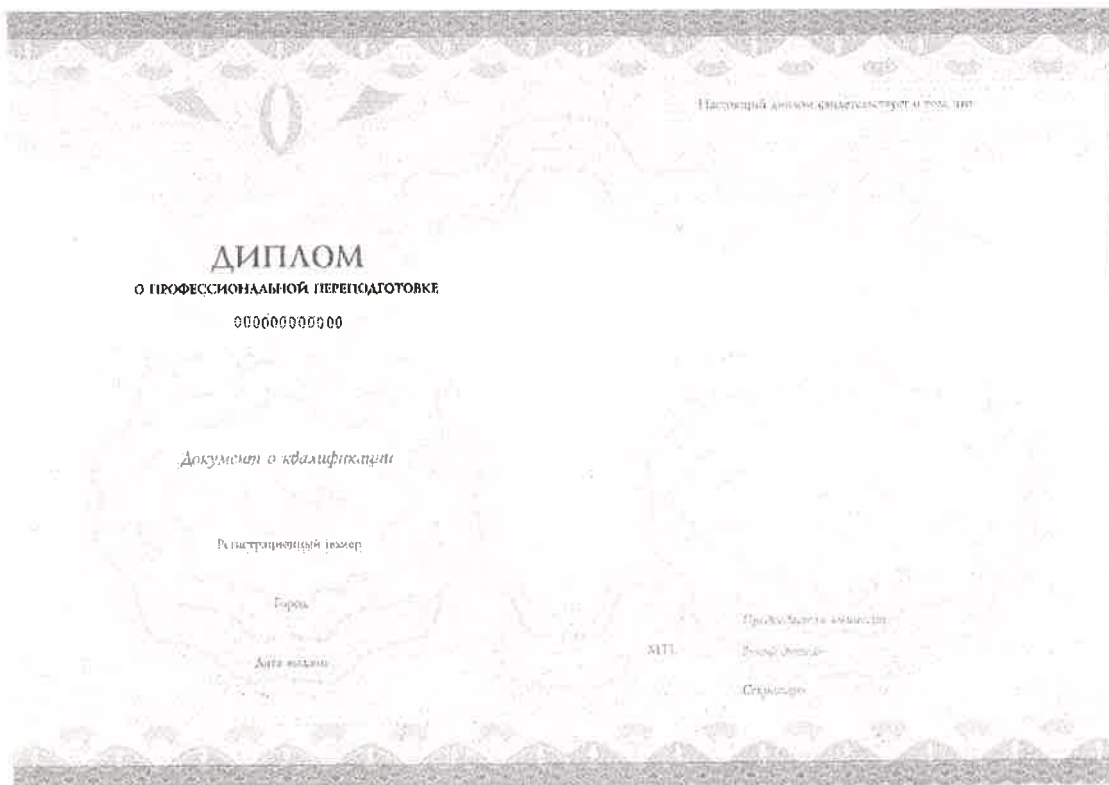 ДИПЛОМ
О ПРОФЕССИОНАЛЬНОЙ ПЕРЕПОДГОТОВКЕ
000000000000
Документ о квалификации
Регистрационный номер
Город
Дата выдачи
Настоящий диплом свидетельствует о том, что
М.П.
Председатель комиссии
Руководитель
Секретарь